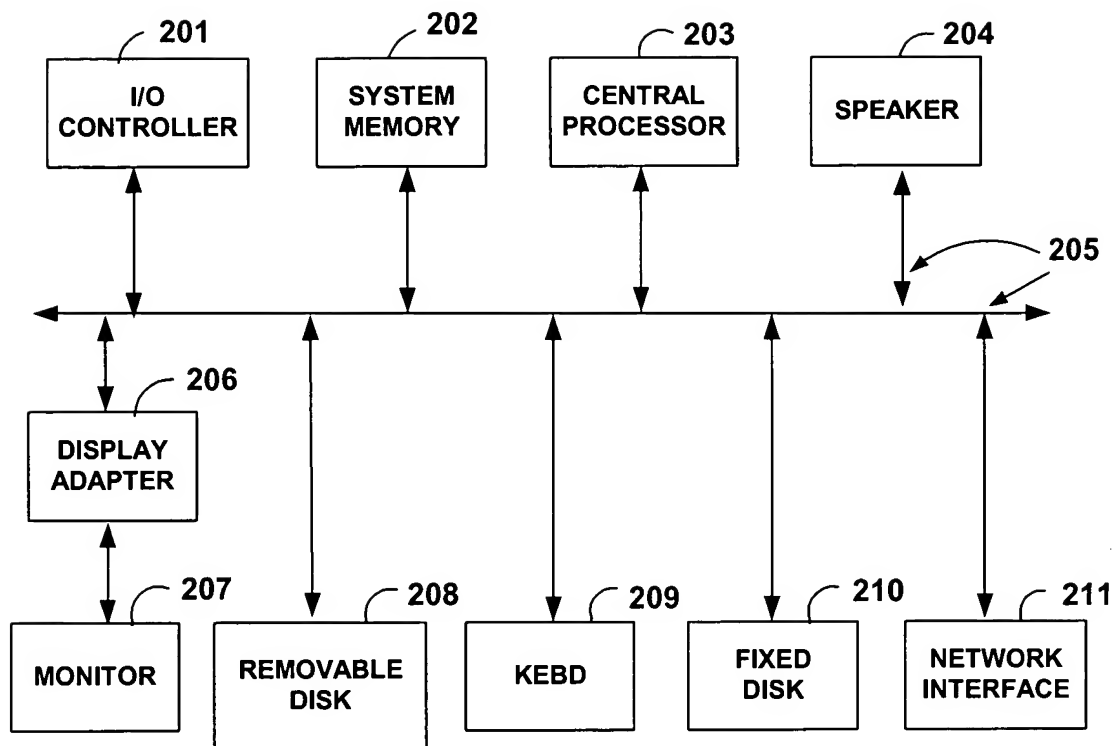 201
202
203
204
I/O
CONTROLLER
SYSTEM
MEMORY
CENTRAL
PROCESSOR
SPEAKER
205
206
DISPLAY
ADAPTER
207
208
209
210
211
MONITOR
REMOVABLE
DISK
KEBD
FIXED
DISK
NETWORK
INTERFACE